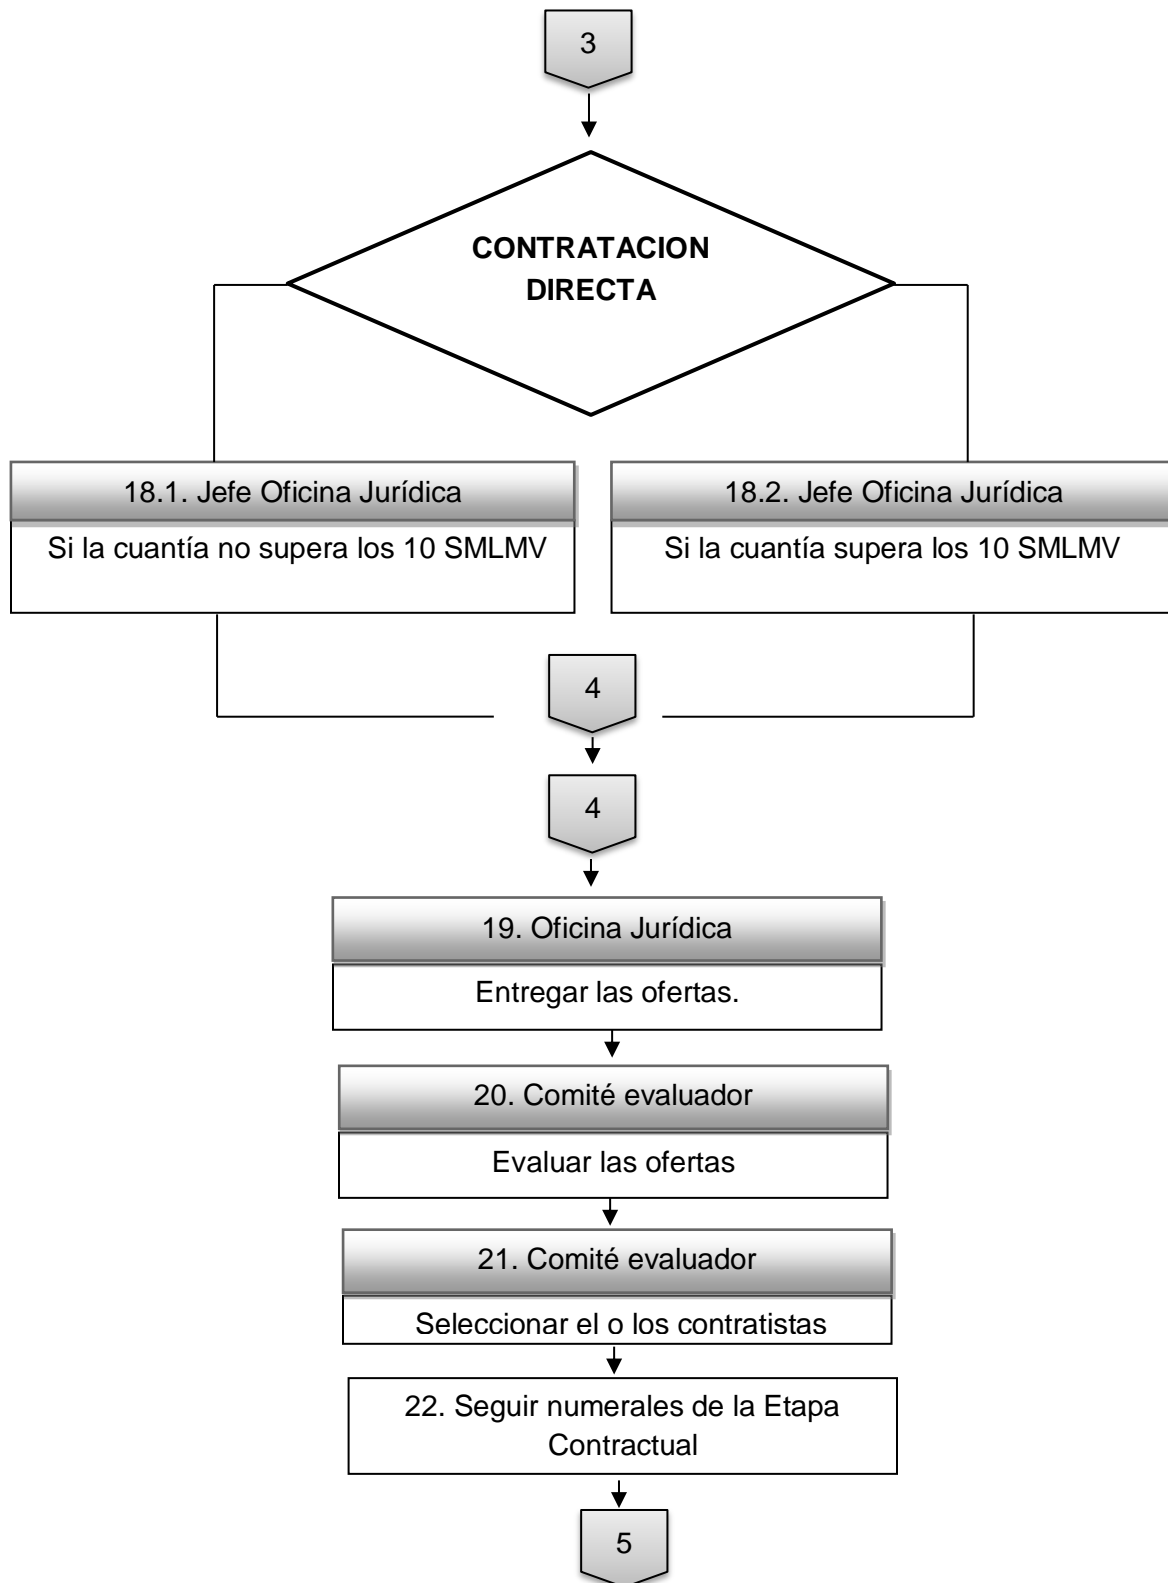 3
CONTRATACION
DIRECTA
18.1. Jefe Oficina Jurídica
Si la cuantía no supera los 10 SMLMV
18.2. Jefe Oficina Jurídica
Si la cuantía supera los 10 SMLMV
4
4
19. Oficina Jurídica
Entregar las ofertas.
20. Comité evaluador
Evaluar las ofertas
21. Comité evaluador
Seleccionar el o los contratistas
22. Seguir numerales de la Etapa
Contractual
5